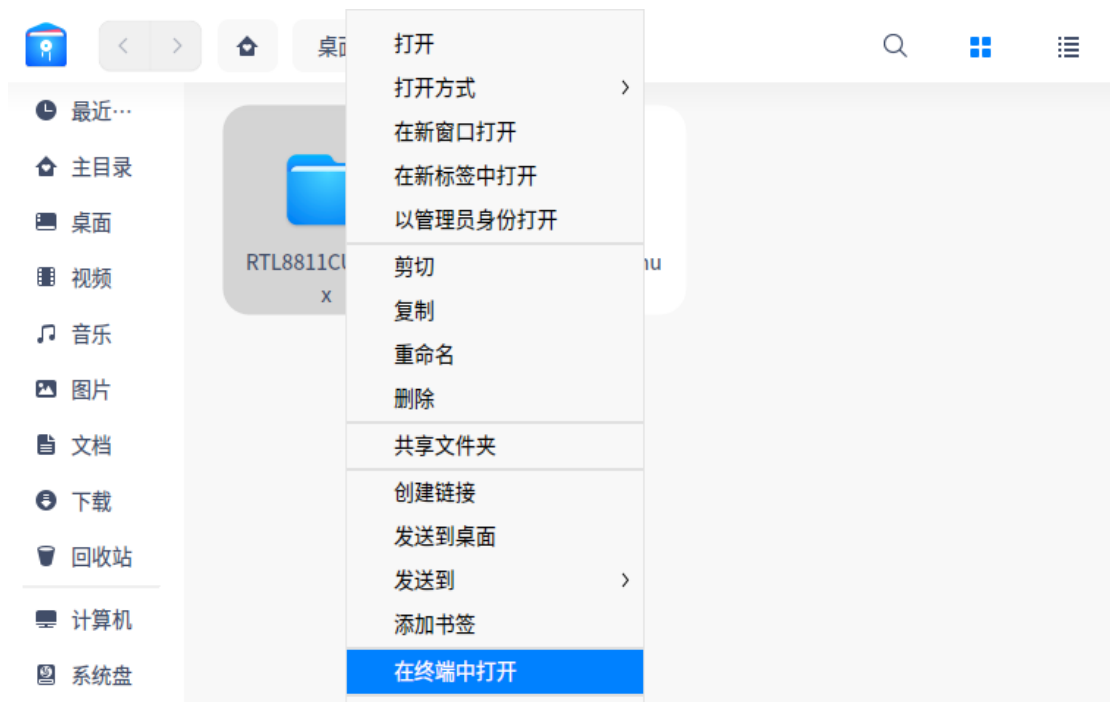 桌面
打开
打开方式
在新窗口打开
在新标签中打开
以管理员身份打开
剪切
复制
重命名
删除
共享文件夹
创建链接
发送到桌面
发送到
添加书签
在终端中打开
最近…
主目录
桌面
视频
音乐
图片
文档
下载
回收站
计算机
系统盘
RTL8811CU
x
nu